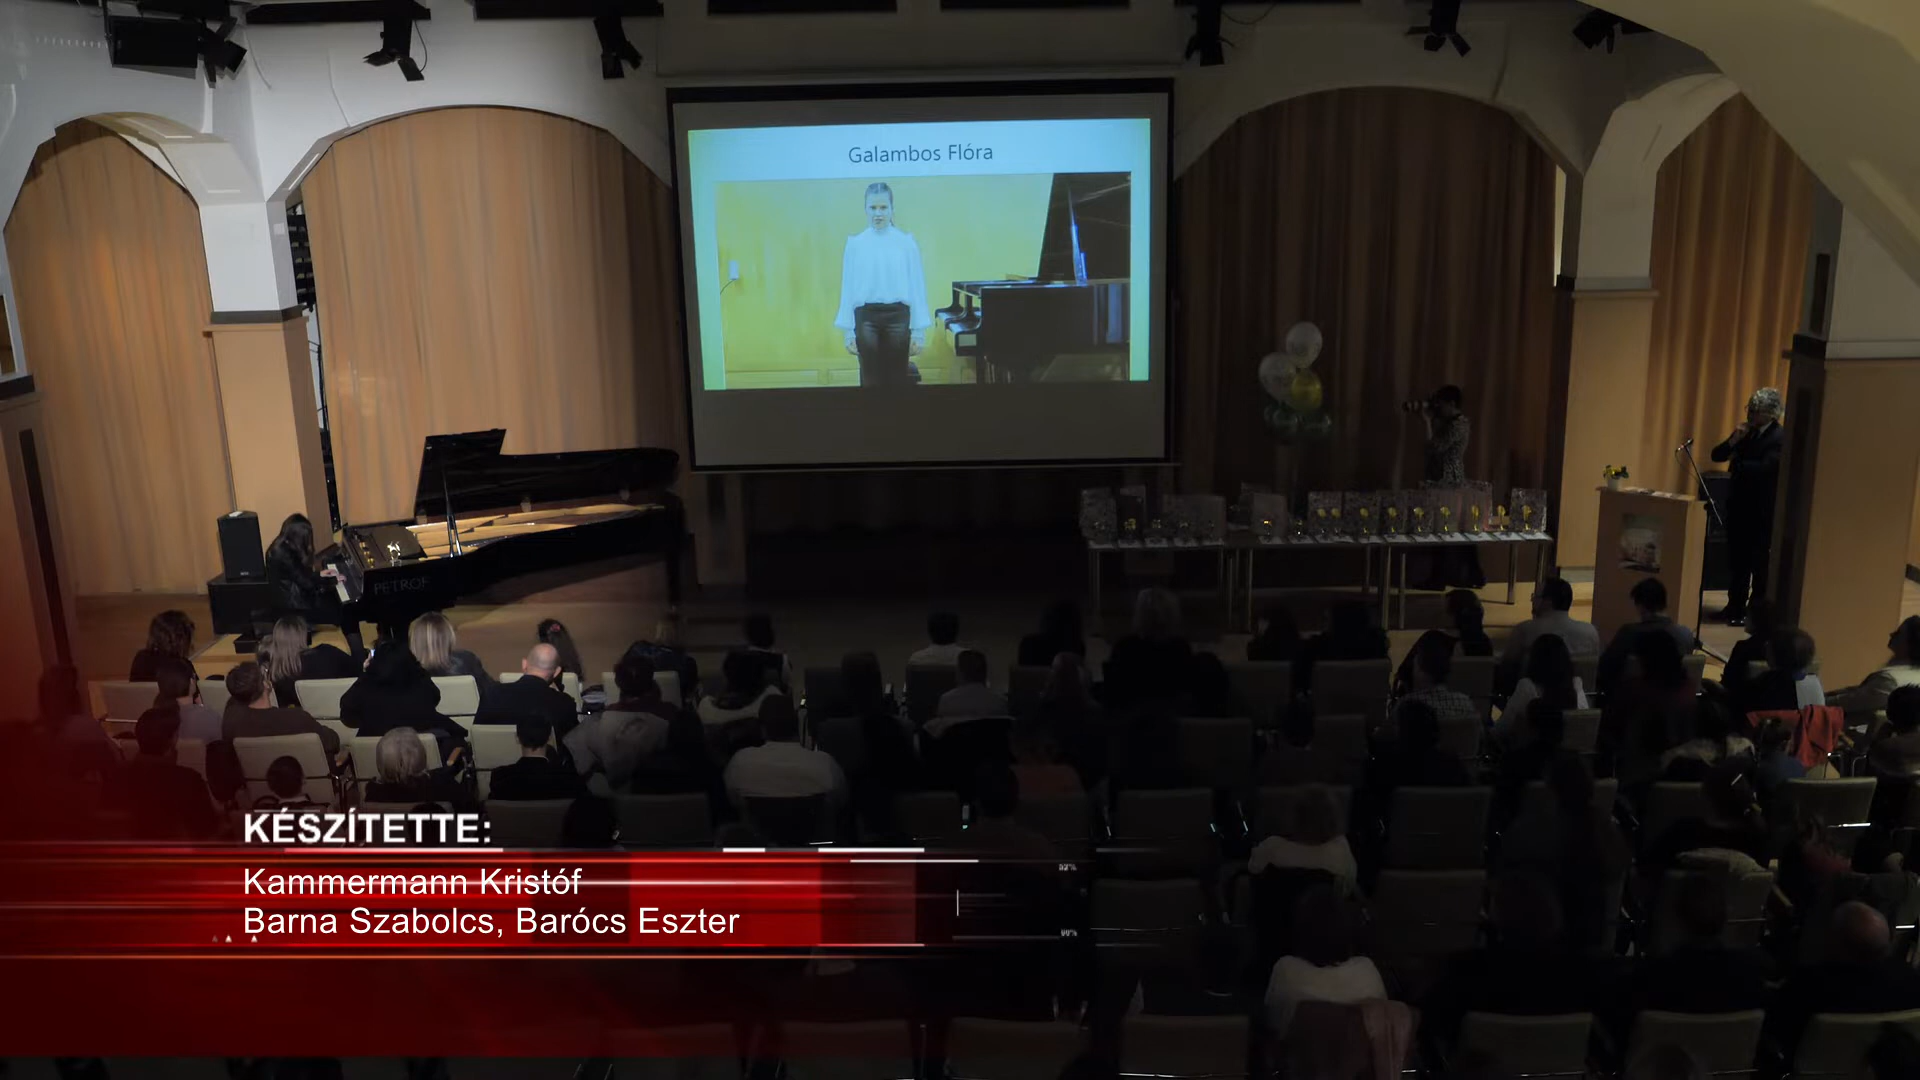 Galambos Flóra
PETROF
KÉSZÍTETTE:
Kammermann Kristóf
Barna Szabolcs, Barócs Eszter